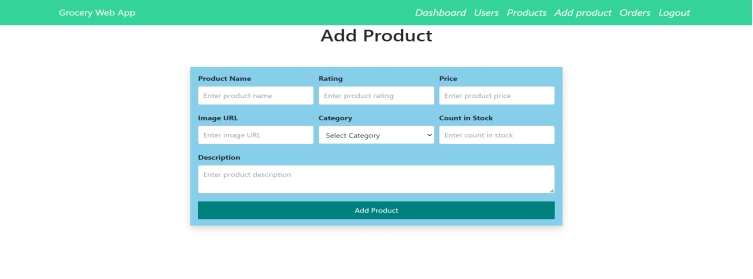 Grocery Web App Dashboard Users Products Add product Orders Logout
Add Product
Product Name Rating Price
Enter product name Enter product rating Enter product price
Image URL Category Count in Stock
Enter image URL Select Category Enter count in stock
Description
Enter product description
Add Product